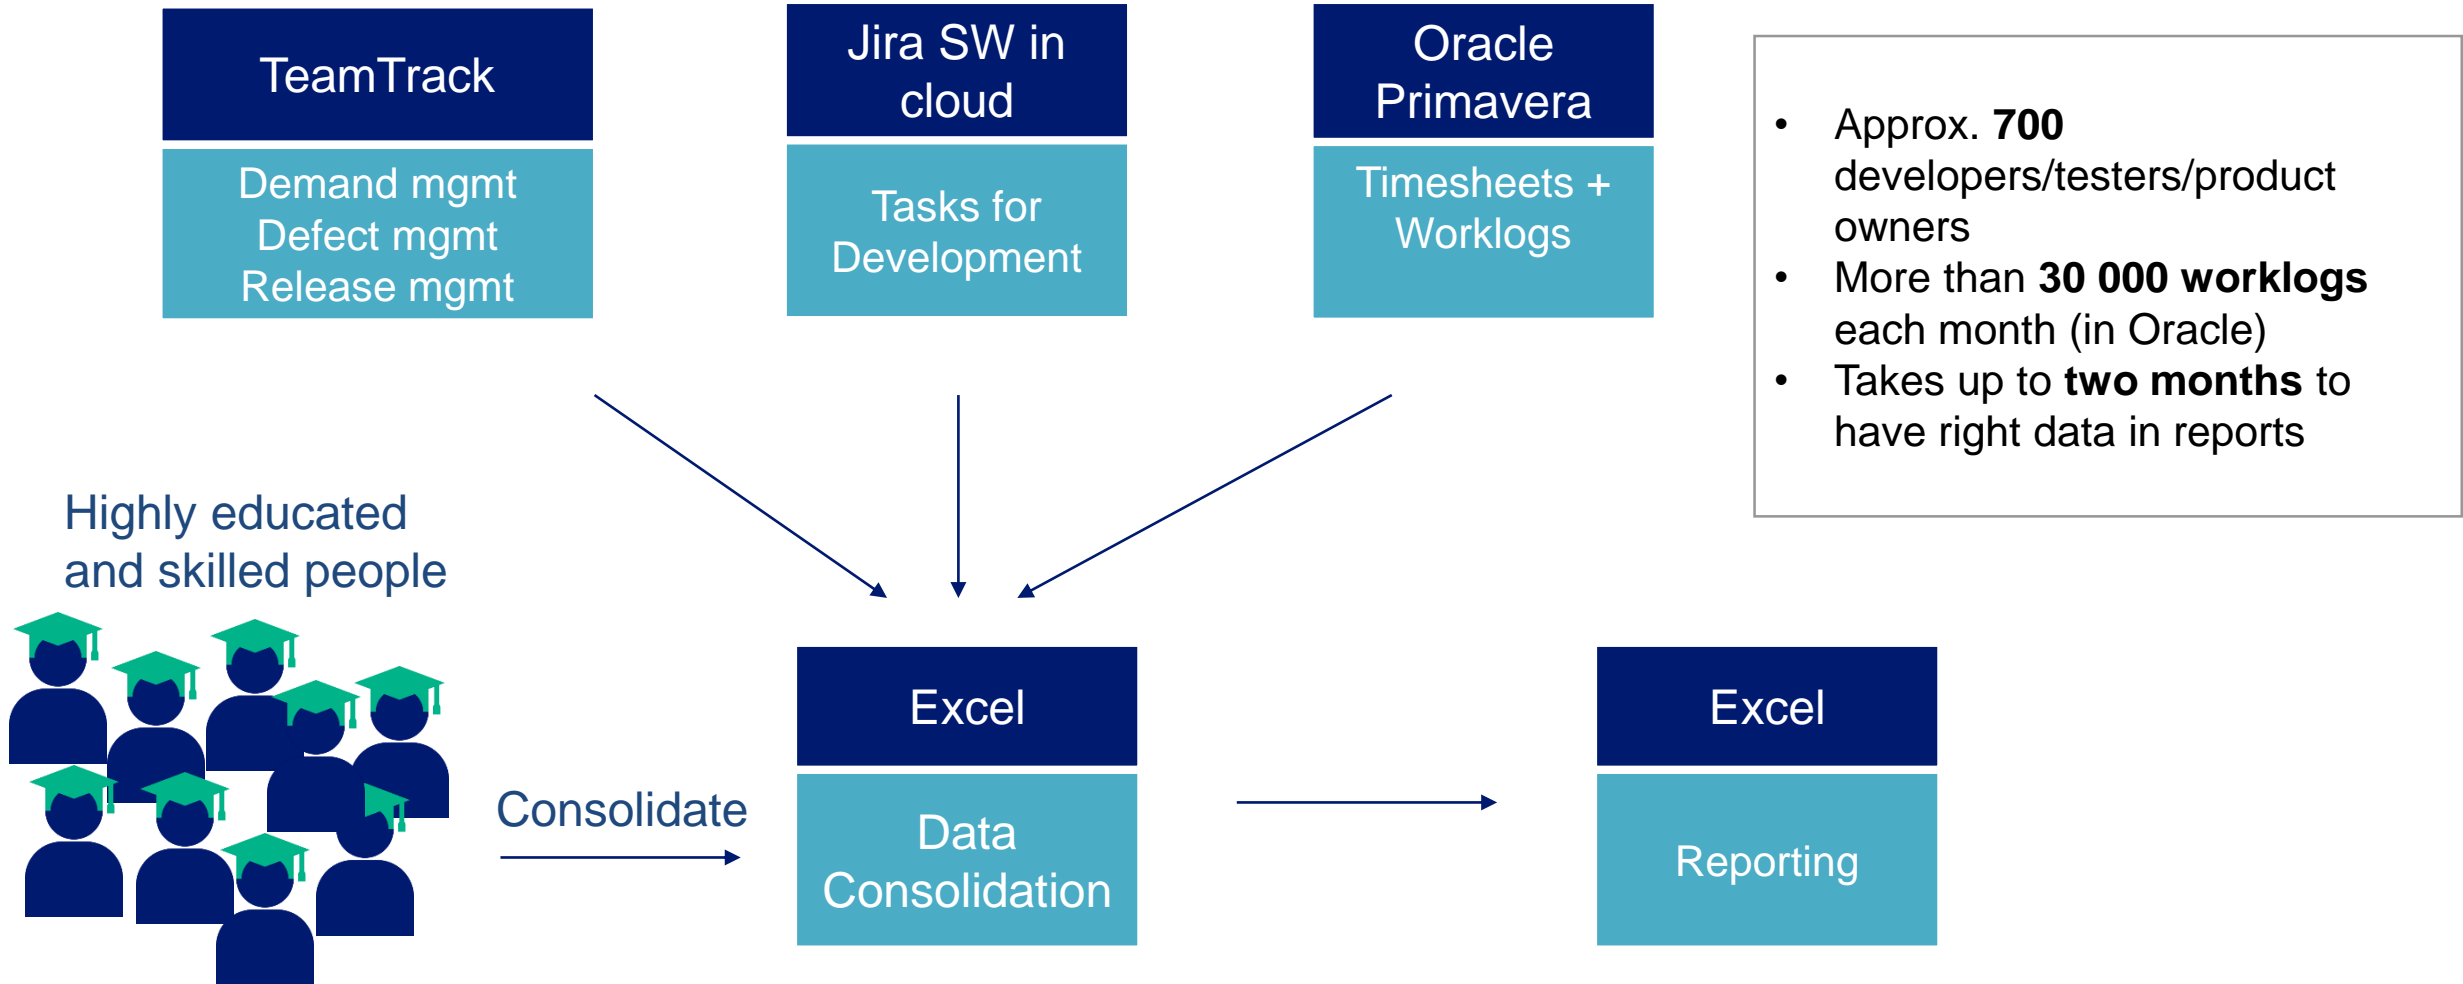 TeamTrack
Demand mgmt
Defect mgmt
Release mgmt
Jira SW in
cloud
Tasks for
Development
Oracle
Primavera
Timesheets +
Worklogs
• Approx. 700
developers/testers/product
owners
• More than 30 000 worklogs
each month (in Oracle)
• Takes up to two months to
have right data in reports
Highly educated
and skilled people
Consolidate
Excel
Data
Consolidation
Excel
Reporting